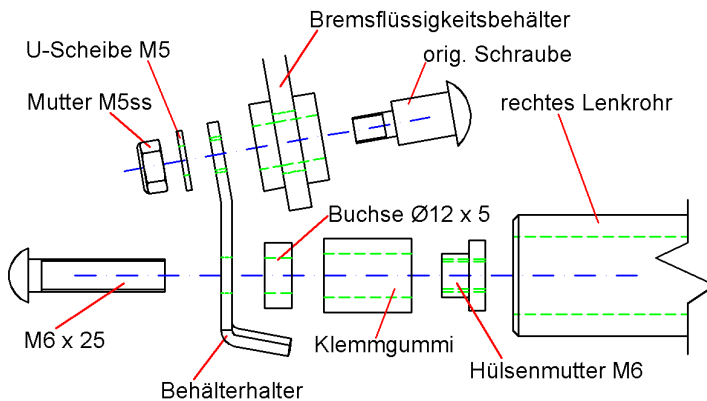 Bremsflüssigkeitsbehälter
U-Scheibe M5
orig. Schraube
Mutter M5ss
rechtes Lenkrohr
Buchse Ø12 x 5
M6 x 25
Klemmgummi
Hülsenmutter M6
Behälterhalter